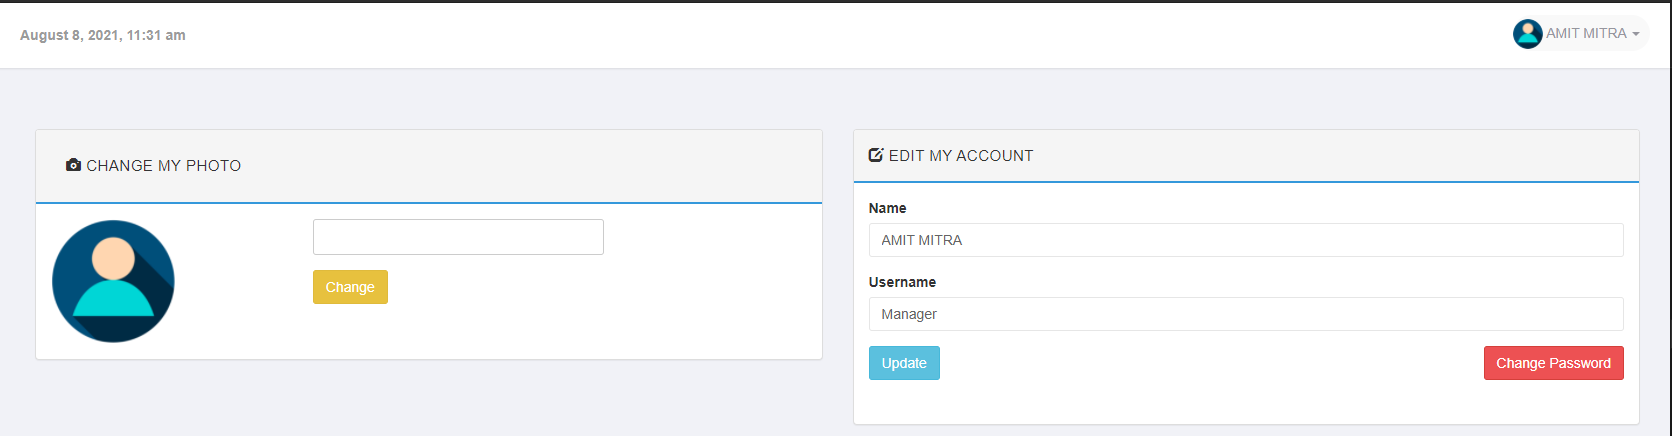 August 8, 2021, 11:31 am
AMIT MITRA
CHANGE MY PHOTO
Change
EDIT MY ACCOUNT
Name
AMIT MITRA
Username
Manager
Update
Change Password